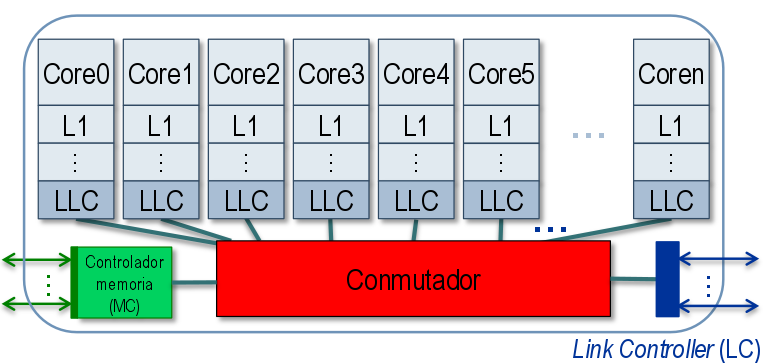 Core0 Core1 Core2 Core3 Core4 Core5 Coren
L1 L1 L1 L1 L1 L1 L1
LLC LLC LLC LLC LLC LLC LLC
Controlador
memoria
(MC)
Conmutador
Link Controller (LC)